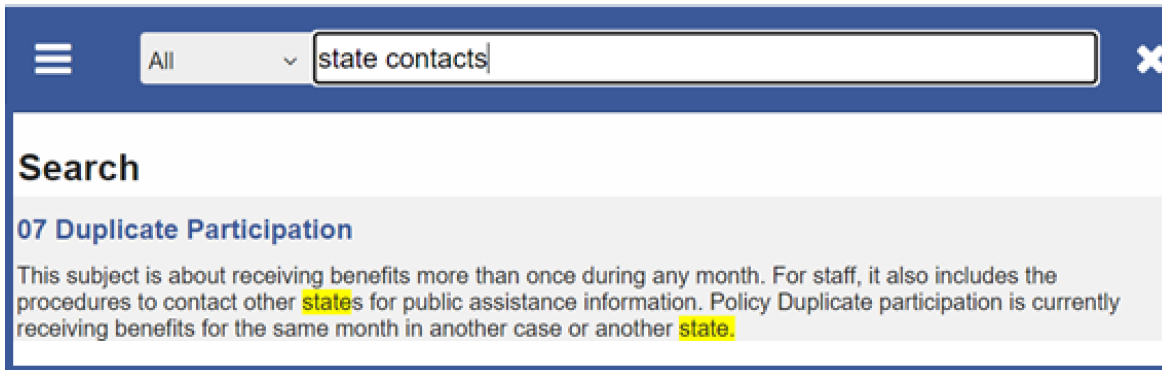 All
state contacts
Search
07 Duplicate Participation
This subject is about receiving benefits more than once during any month. For staff, it also includes the
procedures to contact other states for public assistance information. Policy Duplicate participation is currently
receiving benefits for the same month in another case or another state.